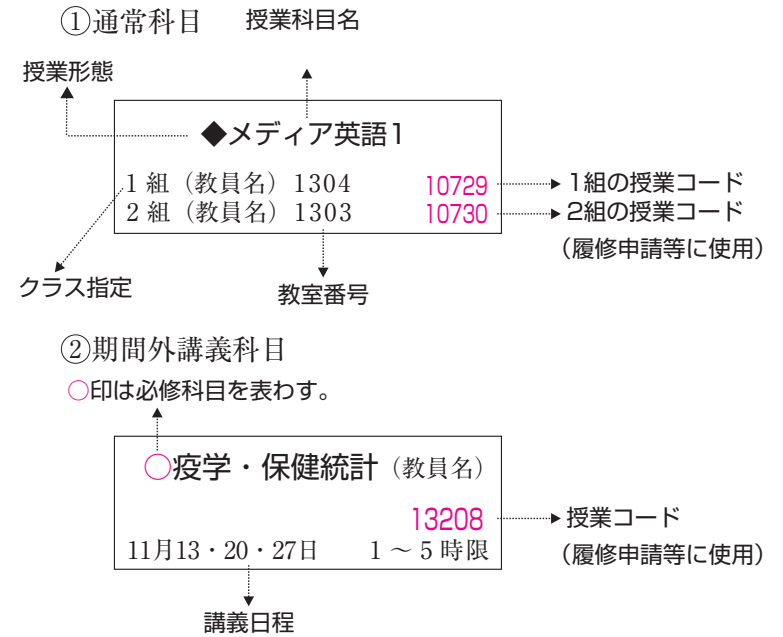 ①通常科目
授業科目名
授業形態
◆メディア英語1
1組（教員名）1304 10729
1組の授業コード
2組（教員名）1303 10730
2組の授業コード
（履修申請等に使用）
クラス指定
教室番号
②期間外講義科目
○印は必修科目を表わす。
○疫学・保健統計（教員名）
13208
授業コード
11月13・20・27日 1～5時限
（履修申請等に使用）
講義日程